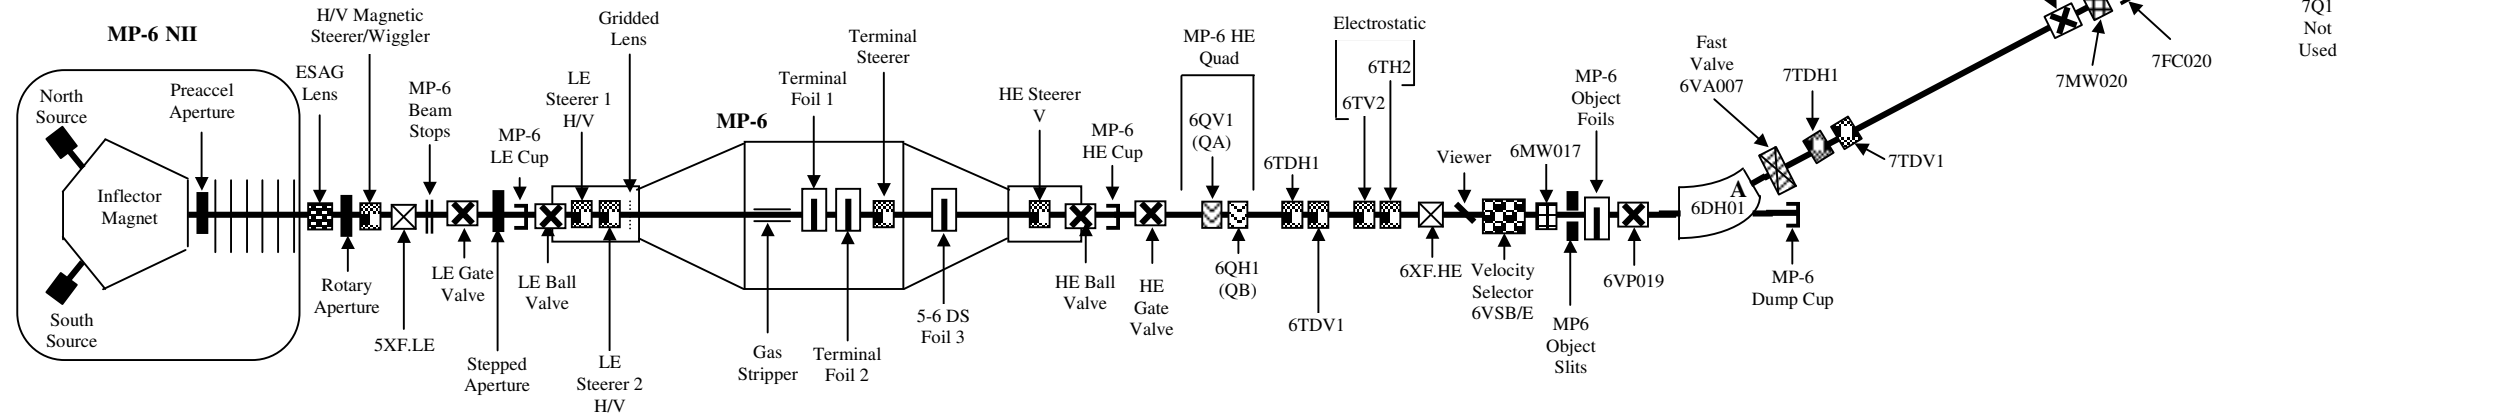 MP-6 NII
North
Source
Inflector
Magnet
South
Source
Preaccel
Aperture
ESAG
Lens
H/V Magnetic
Steerer/Wiggler
Rotary
Aperture
5XF.LE
MP-6
Beam
Stops
LE Gate
Valve
Stepped
Aperture
MP-6
LE Cup
LE Ball
Valve
LE
Steerer 1
H/V
LE
Steerer 2
H/V
Gridded
Lens
MP-6
Gas
Stripper
Terminal
Foil 1
Terminal
Foil 2
Terminal
Steerer
5-6 DS
Foil 3
HE Steerer
V
HE Ball
Valve
MP-6
HE Cup
HE
Gate
Valve
MP-6 HE
Quad
6QV1
(QA)
6QH1
(QB)
6TDH1
6TDV1
Electrostatic
6TV2
6TH2
6XF.HE
Viewer
Velocity
Selector
6VSB/E
6MW017
MP6
Object
Slits
MP-6
Object
Foils
6VP019
A
6DH01
MP-6
Dump Cup
Fast
Valve
6VA007
7TDH1
7TDV1
7MW020
7FC020
7Q1
Not
Used